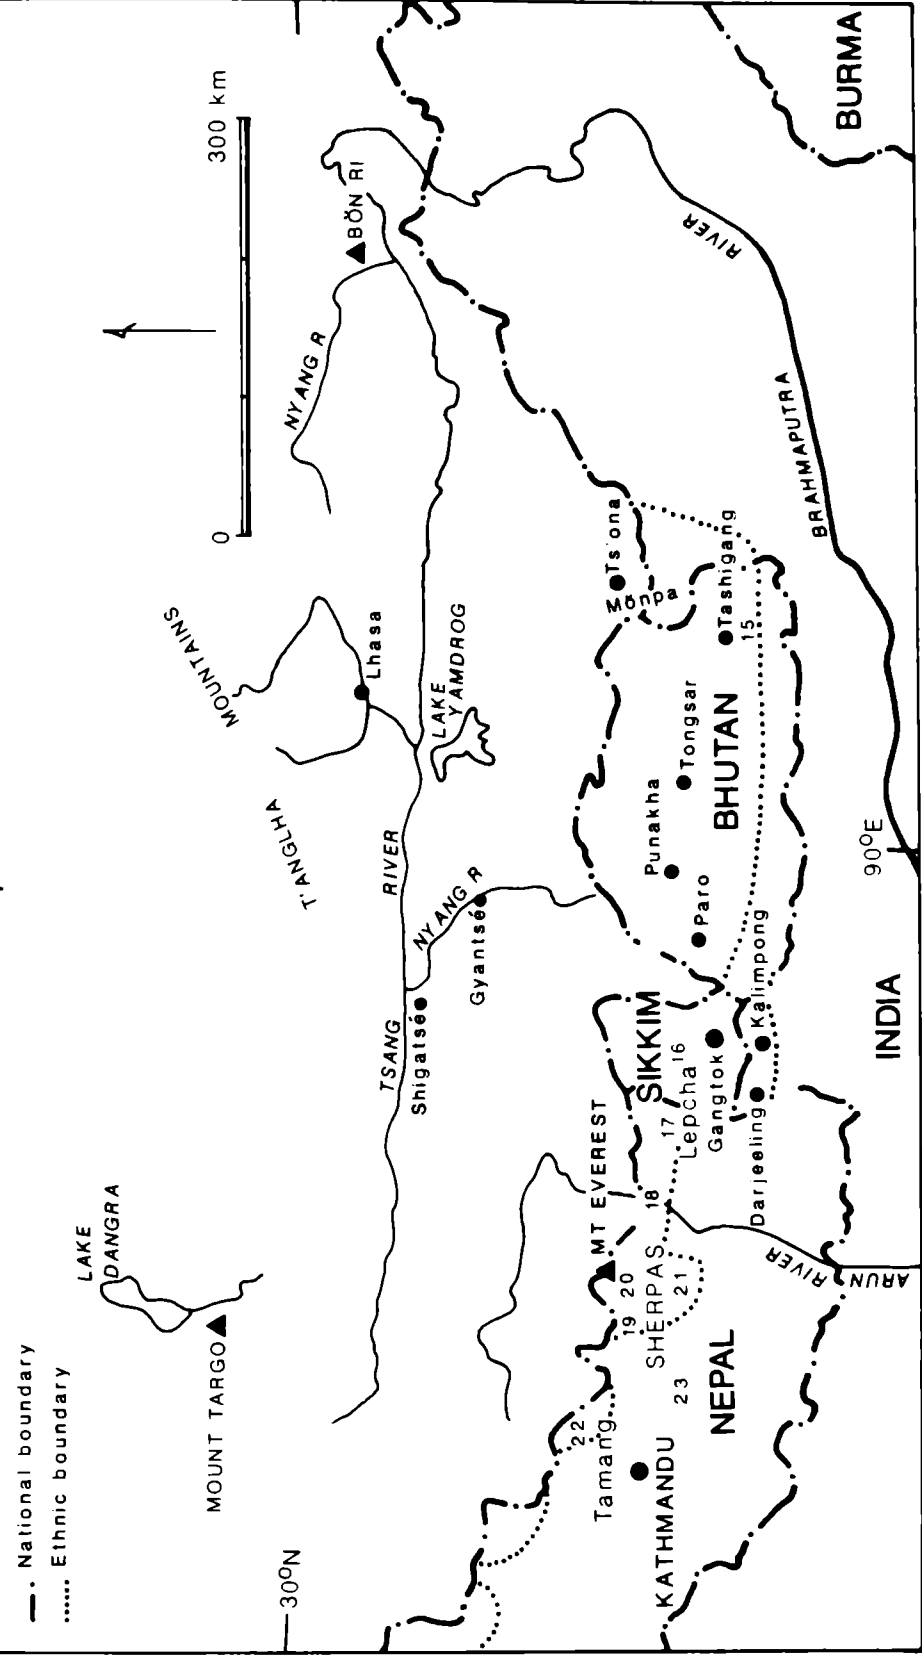 National boundary
Ethnic boundary
30ºN
MOUNT TARGO
LAKE
DANGRA
T'ANGLHA
MOUNTAINS
0
300 km
NYANG R
BÖN RI
Lhasa
TSANG
RIVER
Shigatsé
NYANG R
Gyantsé
LAKE
YAMDROG
Ts'ona
Mönpa
Tashigang
15
Tongsar
Punakha
BHUTAN
Paro
Kalimpong
SIKKIM
16
Lepcha
17
Gangtok
Darjeeling
MT EVEREST
18
19
20
SHERPAS
21
22
Tamang
23
NEPAL
KATHMANDU
ARUN
RIVER
INDIA
90ºE
BRAHMAPUTRA
RIVER
BURMA